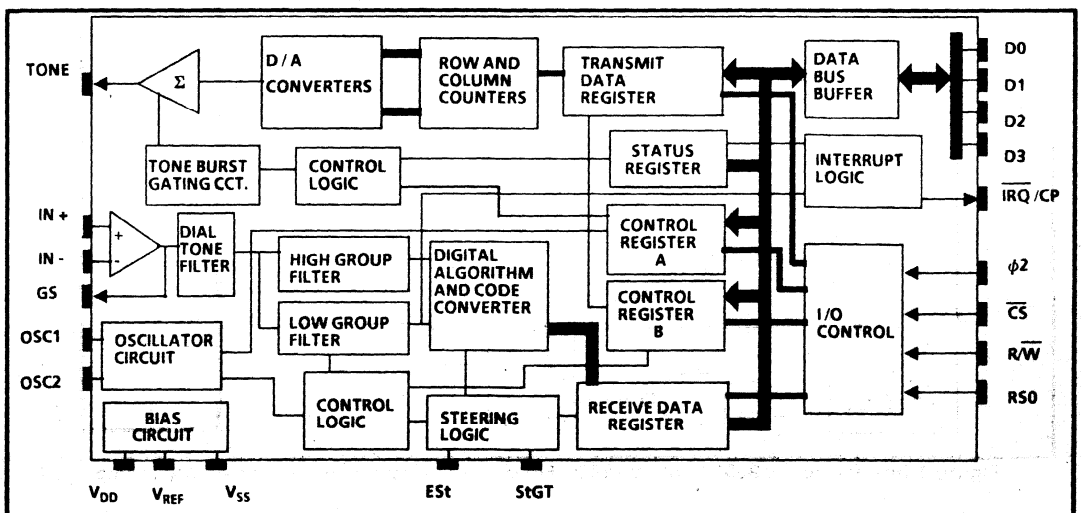 TONE
Σ
D/A
CONVERTERS
ROW AND
COLUMN
COUNTERS
TRANSMIT
DATA
REGISTER
DATA
BUS
BUFFER
D0
D1
D2
D3
TONE BURST
GATING CCT.
CONTROL
LOGIC
STATUS
REGISTER
INTERRUPT
LOGIC
I̅R̅Q̅/CP
IN +
+
IN -
-
GS
DIAL
TONE
FILTER
HIGH GROUP
FILTER
LOW GROUP
FILTER
DIGITAL
ALGORITHM
AND CODE
CONVERTER
CONTROL
REGISTER
A
CONTROL
REGISTER
B
I/O
CONTROL
ϕ2
C̅S̅
R/W̅
RS0
OSC1
OSC2
OSCILLATOR
CIRCUIT
BIAS
CIRCUIT
CONTROL
LOGIC
STEERING
LOGIC
RECEIVE DATA
REGISTER
VDD
VREF
VSS
ESt
StGT